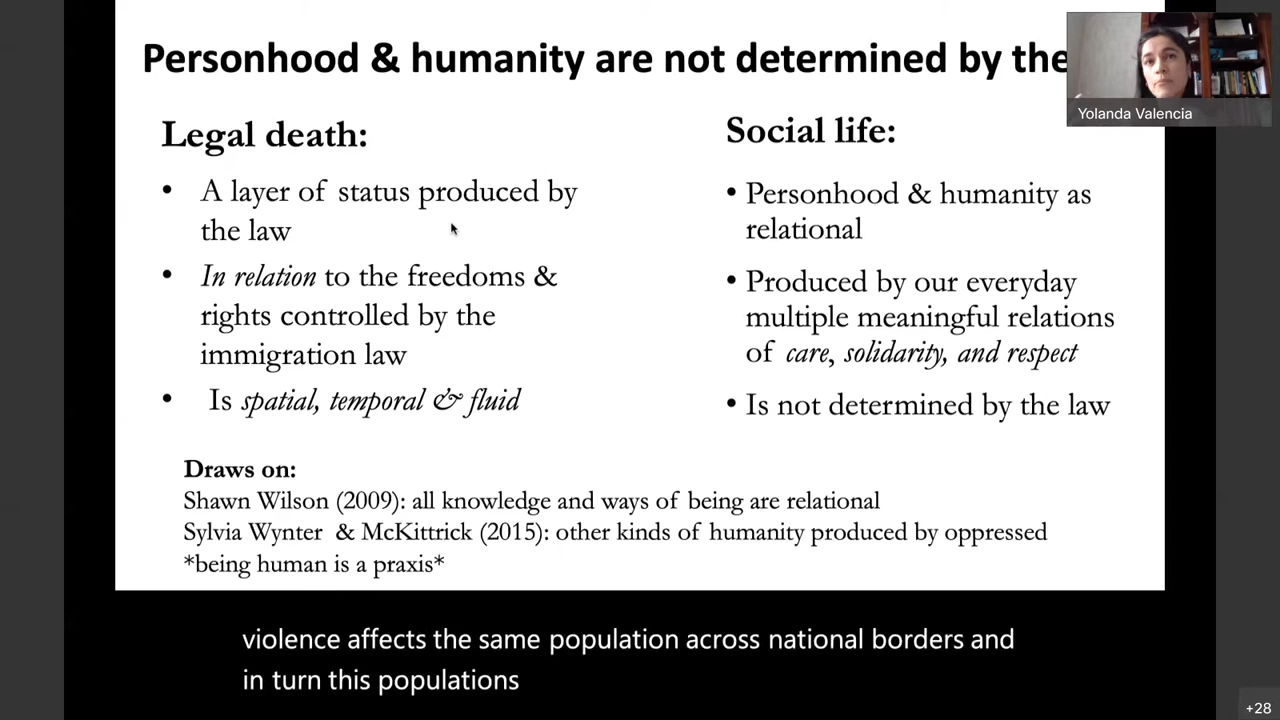 Personhood & humanity are not determined by the
Yolanda Valencia
Legal death:
• A layer of status produced by
the law
• In relation to the freedoms &
rights controlled by the
immigration law
• Is spatial, temporal & fluid
Social life:
• Personhood & humanity as
relational
• Produced by our everyday
multiple meaningful relations
of care, solidarity, and respect
• Is not determined by the law
Draws on:
Shawn Wilson (2009): all knowledge and ways of being are relational
Sylvia Wynter & McKittrick (2015): other kinds of humanity produced by oppressed
*being human is a praxis*
violence affects the same population across national borders and
in turn this populations
+28